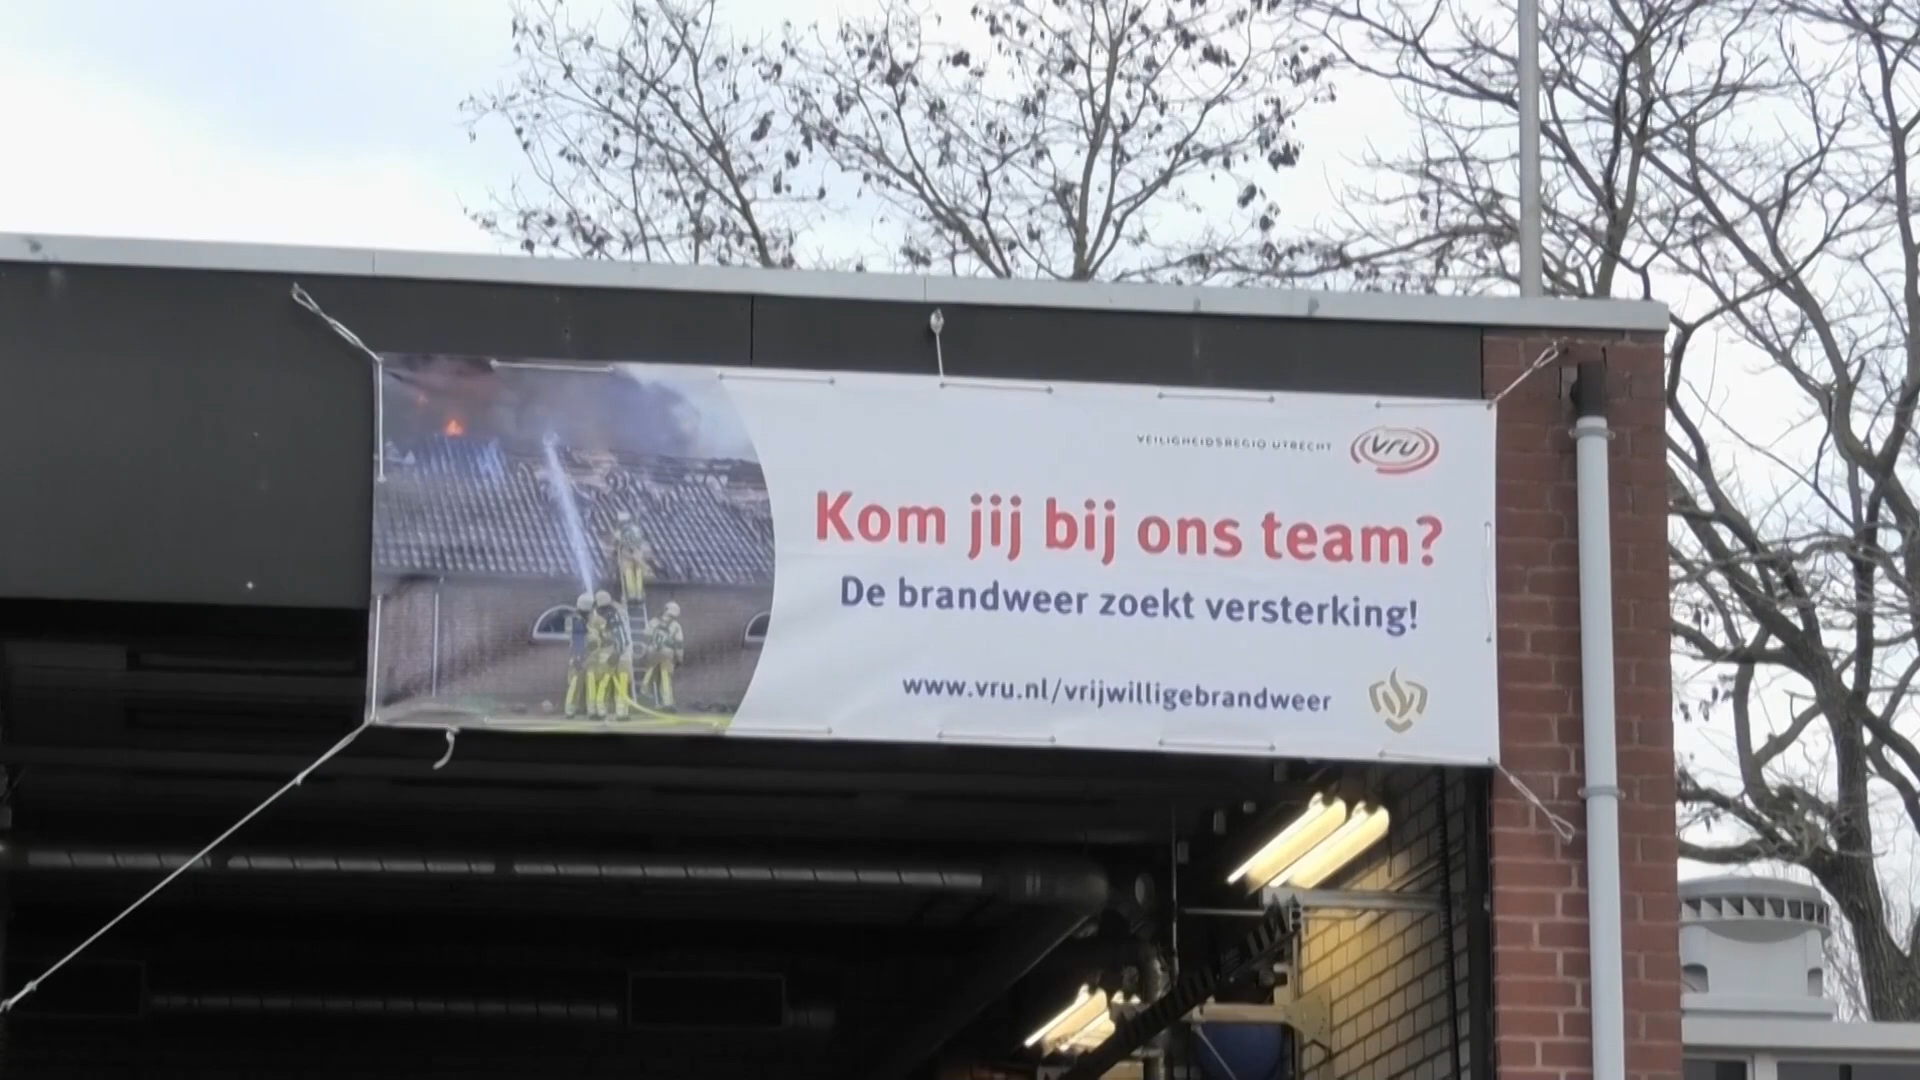 VEILIGHEIDSREGIO UTRECHT vru
Kom jij bij ons team?
De brandweer zoekt versterking!
www.vru.nl/vrijwilligebrandweer